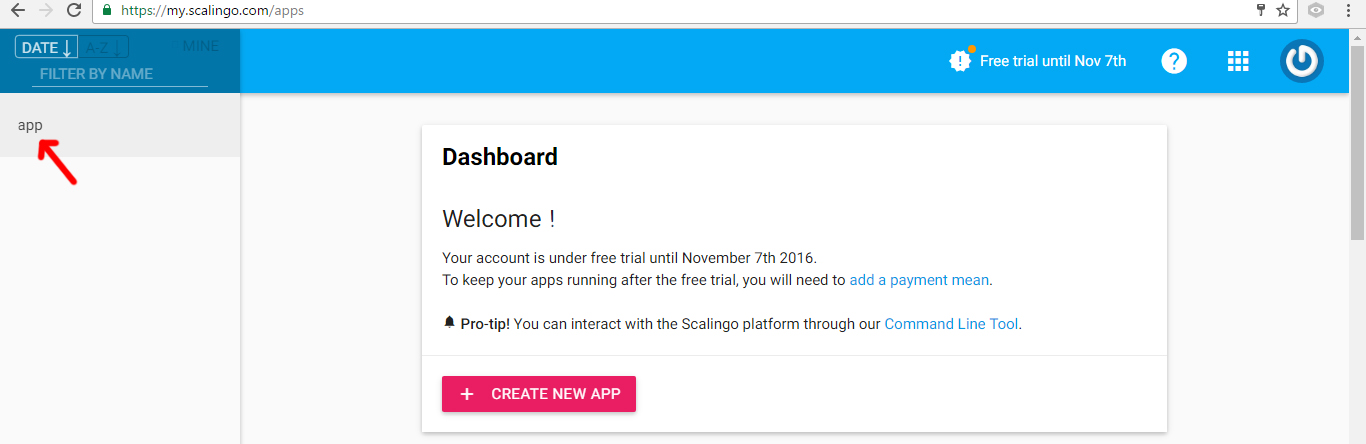 https://my.scalingo.com/apps
DATE ↓ A-Z ↓ MINE
FILTER BY NAME
Free trial until Nov 7th
app
Dashboard
Welcome !
Your account is under free trial until November 7th 2016.
To keep your apps running after the free trial, you will need to add a payment mean.
Pro-tip! You can interact with the Scalingo platform through our Command Line Tool.
+ CREATE NEW APP